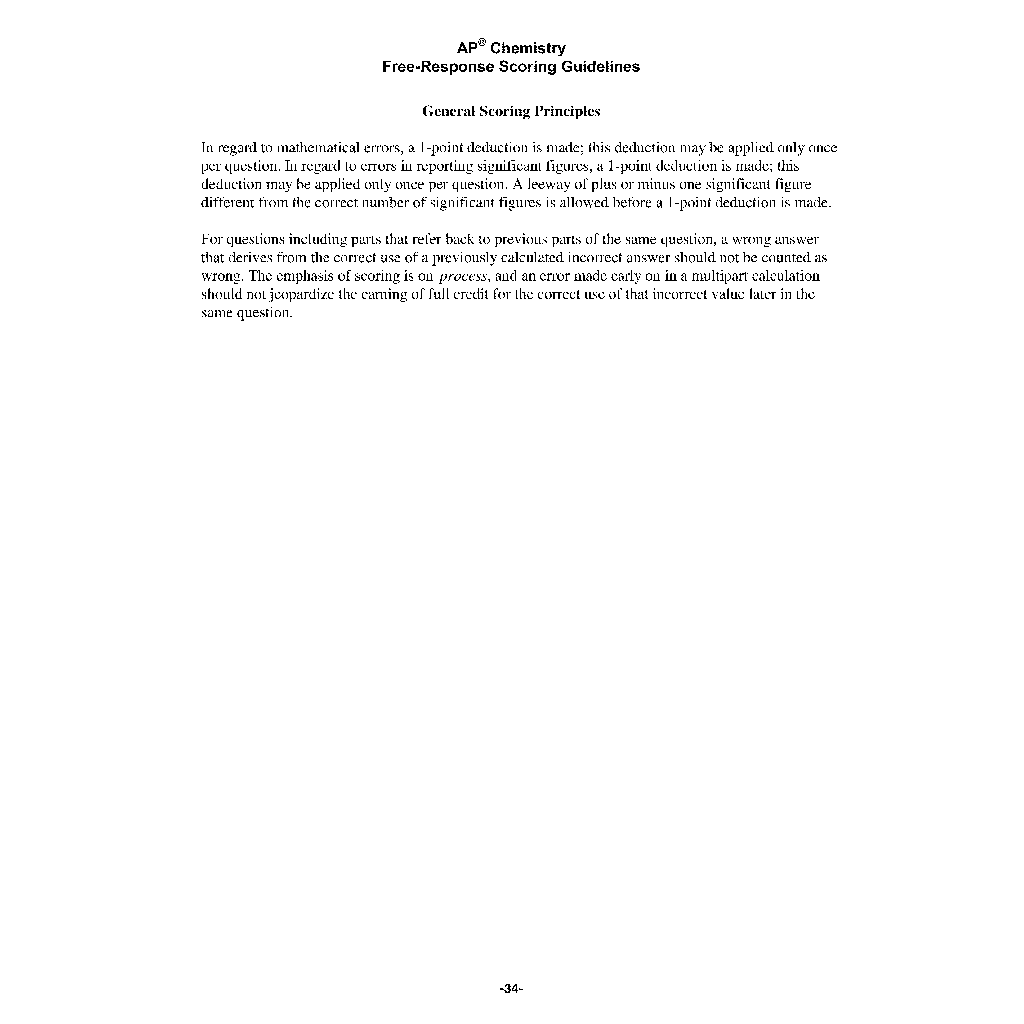 AP® Chemistry
Free-Response Scoring Guidelines
General Scoring Principles
In regard to mathematical errors, a 1-point deduction is made; this deduction may be applied only once
per question. In regard to errors in reporting significant figures, a 1-point deduction is made; this
deduction may be applied only once per question. A leeway of plus or minus one significant figure
different from the correct number of significant figures is allowed before a 1-point deduction is made.
For questions including parts that refer back to previous parts of the same question, a wrong answer
that derives from the correct use of a previously calculated incorrect answer should not be counted as
wrong. The emphasis of scoring is on process, and an error made early on in a multipart calculation
should not jeopardize the earning of full credit for the correct use of that incorrect value later in the
same question.
-34-